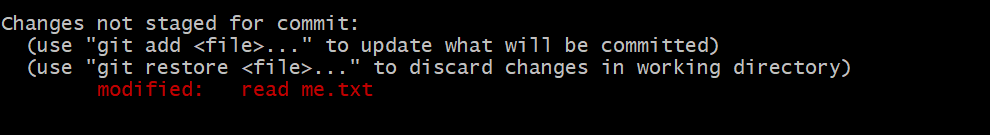 Changes not staged for commit:
  (use "git add <file>..." to update what will be committed)
  (use "git restore <file>..." to discard changes in working directory)
        modified:   read me.txt